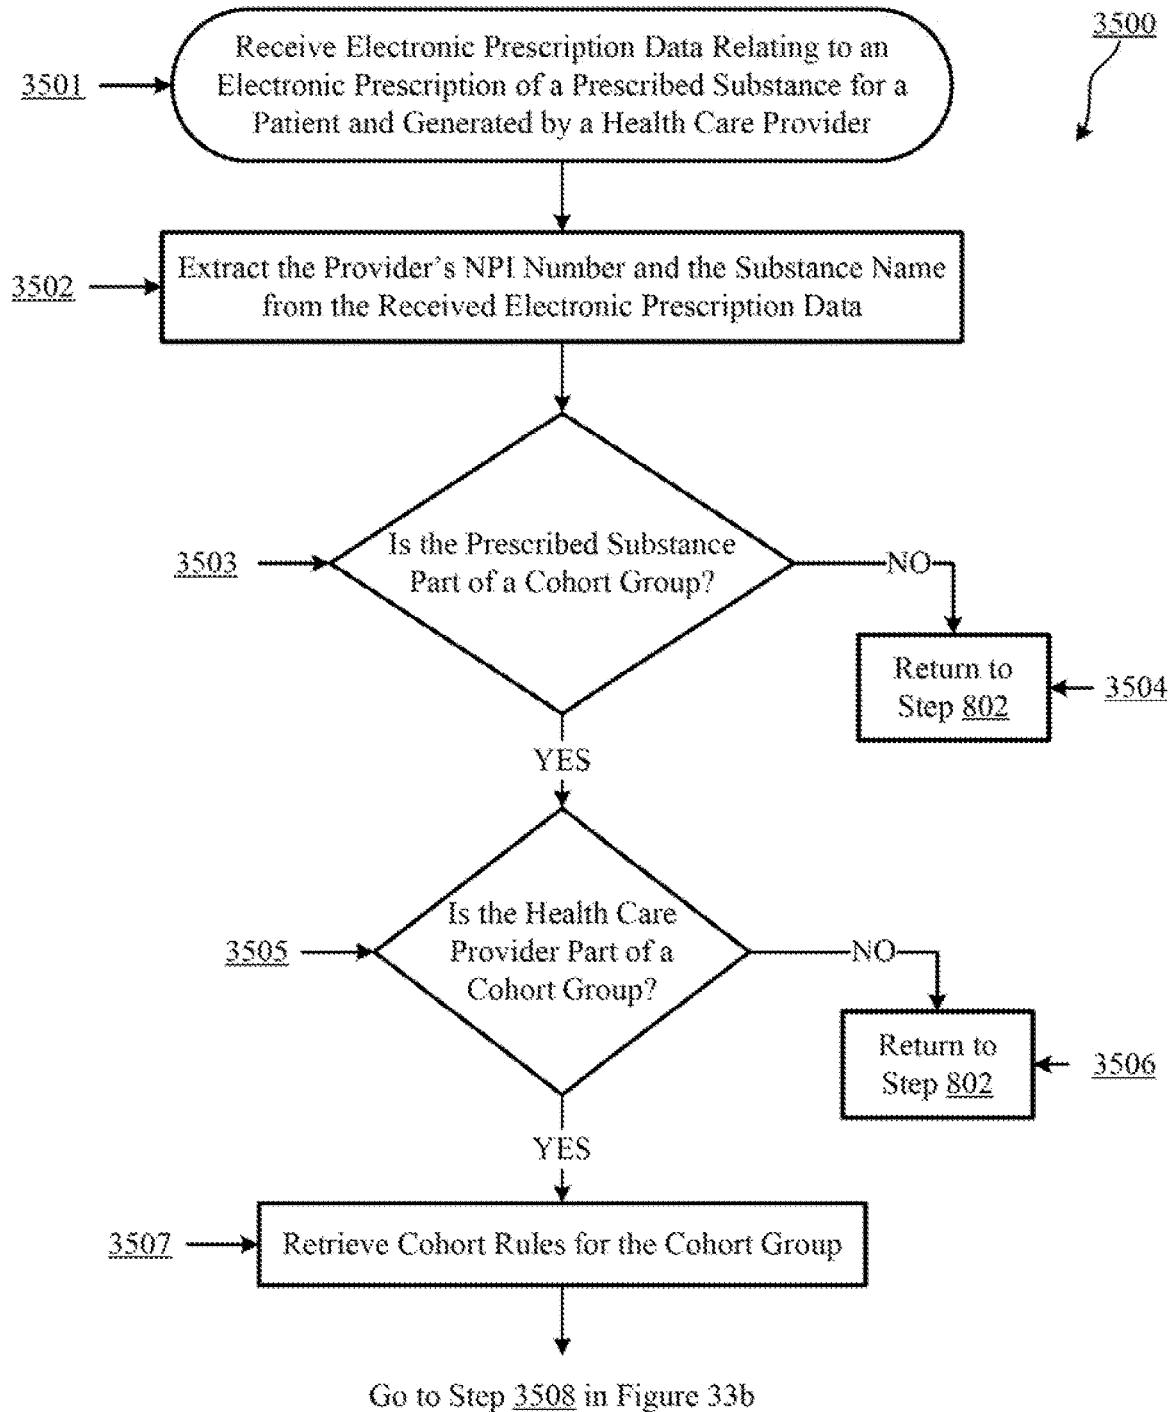 3500
Receive Electronic Prescription Data Relating to an
3501
Electronic Prescription of a Prescribed Substance for a
Patient and Generated by a Health Care Provider
3502
Extract the Provider's NPI Number and the Substance Name
from the Received Electronic Prescription Data
3503
Is the Prescribed Substance
Part of a Cohort Group?
NO
Return to
Step 802
3504
YES
3505
Is the Health Care
Provider Part of a
Cohort Group?
NO
Return to
Step 802
3506
YES
3507
Retrieve Cohort Rules for the Cohort Group
Go to Step 3508 in Figure 33b